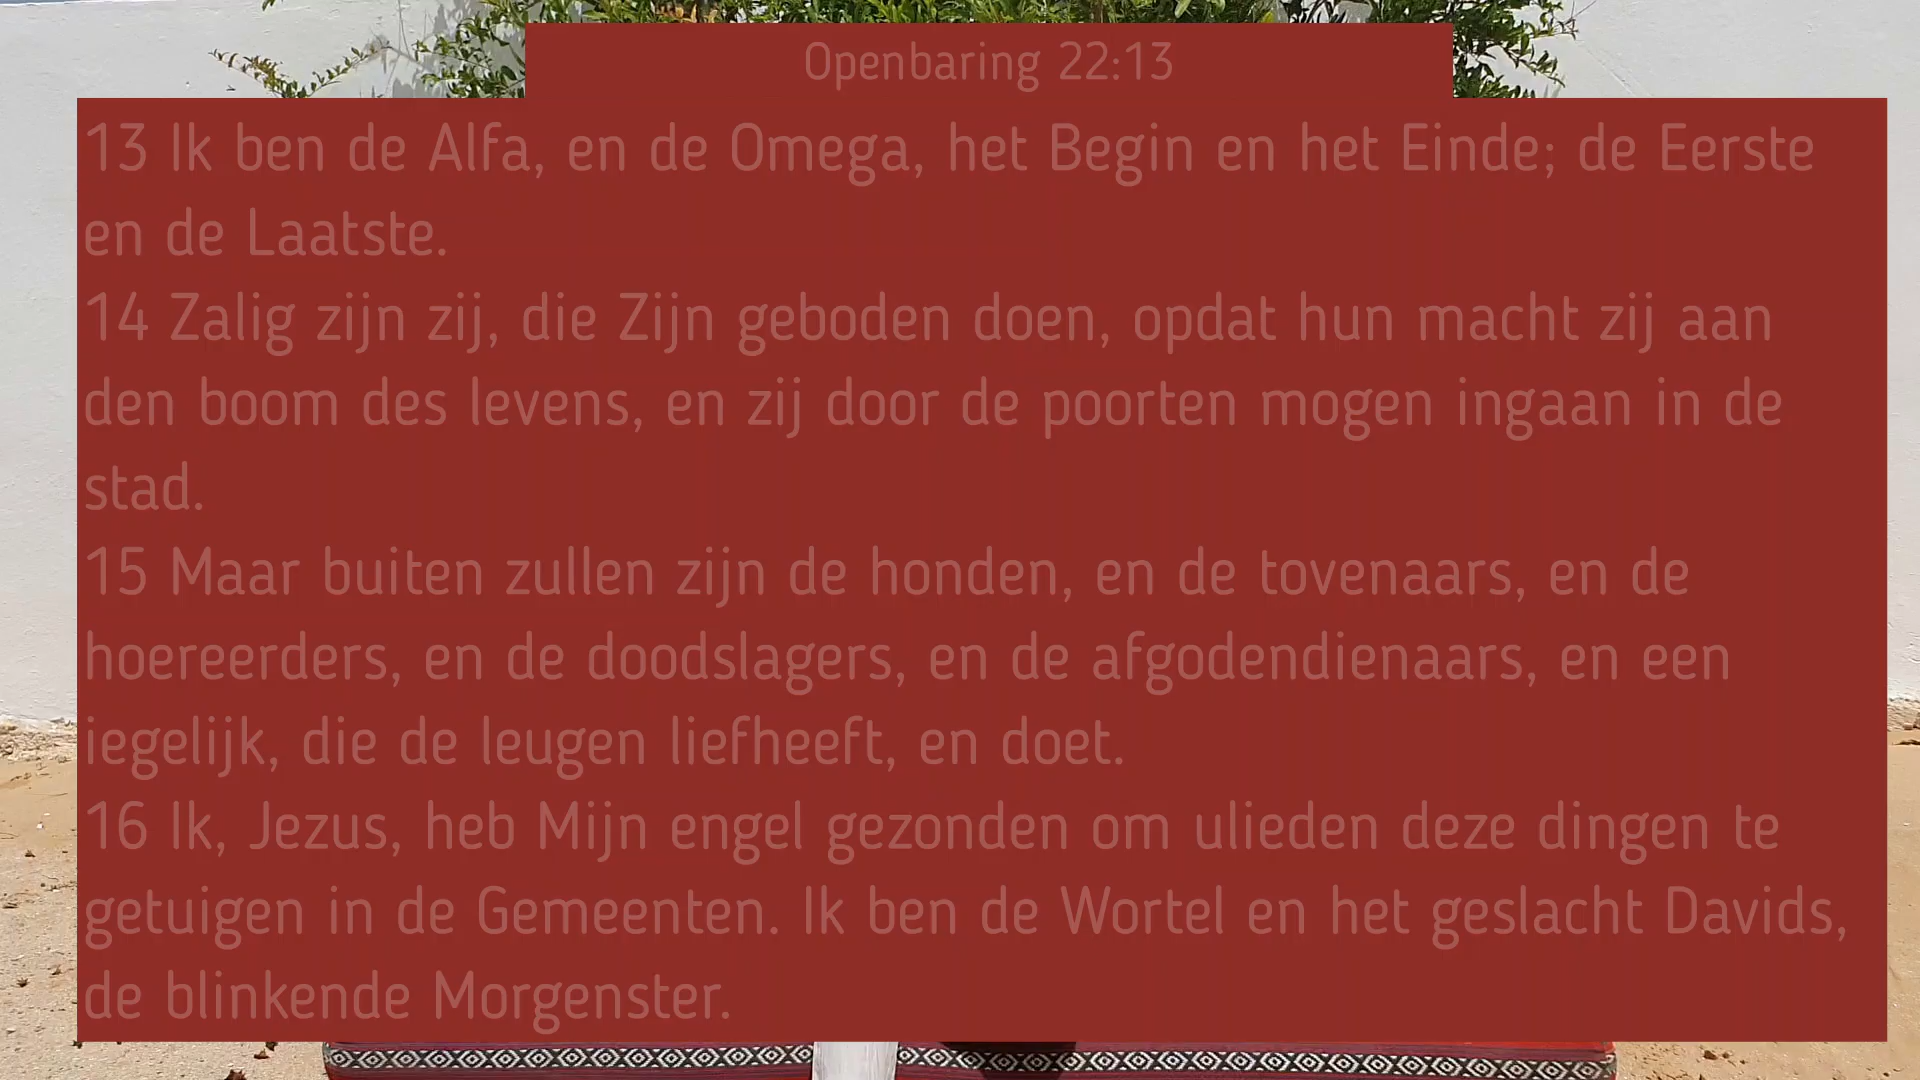 Openbaring 22:13
13 Ik ben de Alfa, en de Omega, het Begin en het Einde; de Eerste
en de Laatste.
14 Zalig zijn zij, die Zijn geboden doen, opdat hun macht zij aan
den boom des levens, en zij door de poorten mogen ingaan in de
stad.
15 Maar buiten zullen zijn de honden, en de tovenaars, en de
hoereerders, en de doodslagers, en de afgodendienaars, en een
iegelijk, die de leugen liefheeft, en doet.
16 Ik, Jezus, heb Mijn engel gezonden om ulieden deze dingen te
getuigen in de Gemeenten. Ik ben de Wortel en het geslacht Davids,
de blinkende Morgenster.